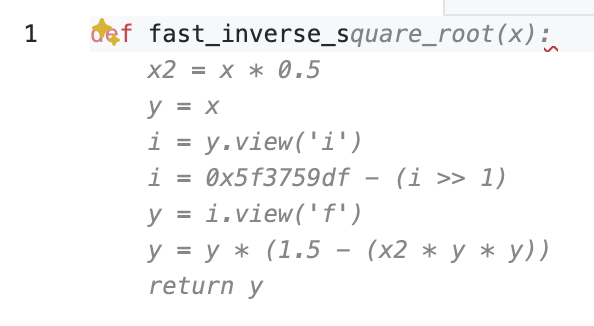 1 def fast_inverse_square_root(x):
x2 = x * 0.5
y = x
i = y.view('i')
i = 0x5f3759df - (i >> 1)
y = i.view('f')
y = y * (1.5 - (x2 * y * y))
return y